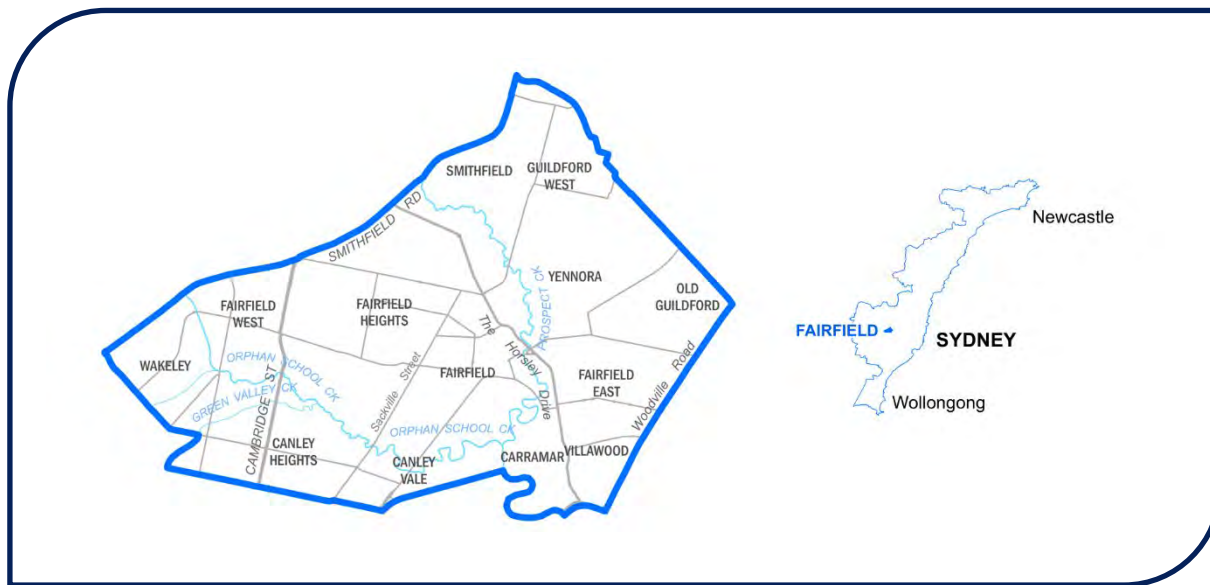 SMITHFIELD
GUILDFORD
WEST
SMITHFIELD RD
PROSPECT CK
YENNORA
OLD
GUILDFORD
FAIRFIELD
WEST
FAIRFIELD
HEIGHTS
The Horsley Drive
WAKELEY
ORPHAN SCHOOL CK
Sackville Street
FAIRFIELD
FAIRFIELD
EAST
Woodville Road
GREEN VALLEY CK
CAMBRIDGE ST
ORPHAN SCHOOL CK
CANLEY
HEIGHTS
CANLEY
VALE
CARRAMAR
VILLAWOOD
Newcastle
FAIRFIELD
SYDNEY
Wollongong